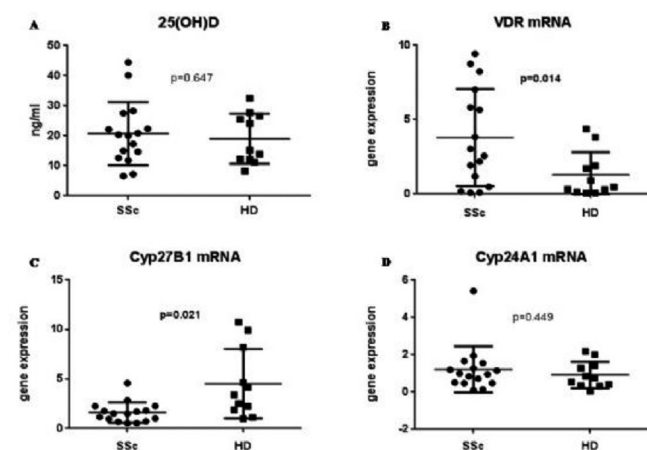 A
25(OH)D
50
40
30
20
10
0
ng/ml
p=0.647
SSc
HD
B
VDR mRNA
10
5
0
gene expression
p=0.014
SSc
HD
C
Cyp27B1 mRNA
15
10
5
0
gene expression
p=0.021
SSc
HD
D
Cyp24A1 mRNA
6
4
2
0
-2
gene expression
p=0.449
SSc
HD